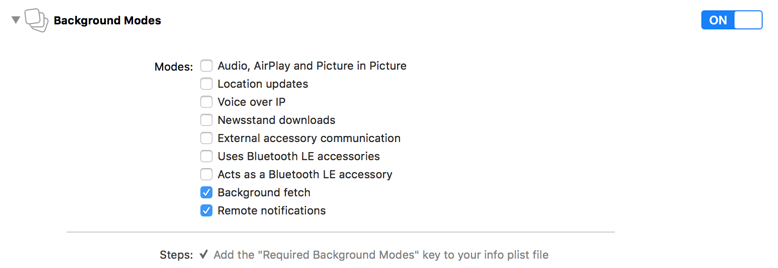 Background Modes
ON
Modes: Audio, AirPlay and Picture in Picture
Location updates
Voice over IP
Newsstand downloads
External accessory communication
Uses Bluetooth LE accessories
Acts as a Bluetooth LE accessory
Background fetch
Remote notifications
Steps: ✓ Add the "Required Background Modes" key to your info plist file